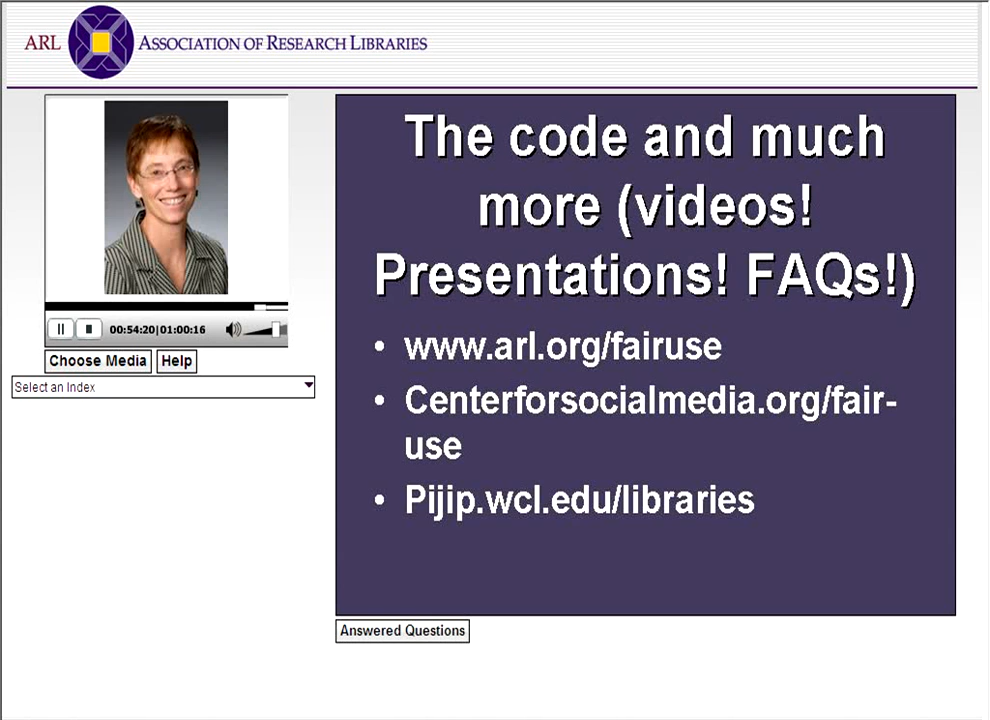 ARL ASSOCIATION OF RESEARCH LIBRARIES
00:54:20|01:00:16
Choose Media Help
Select an Index
The code and much
more (videos!
Presentations! FAQs!)
• www.arl.org/fairuse
• Centerforsocialmedia.org/fair-
use
• Pijip.wcl.edu/libraries
Answered Questions